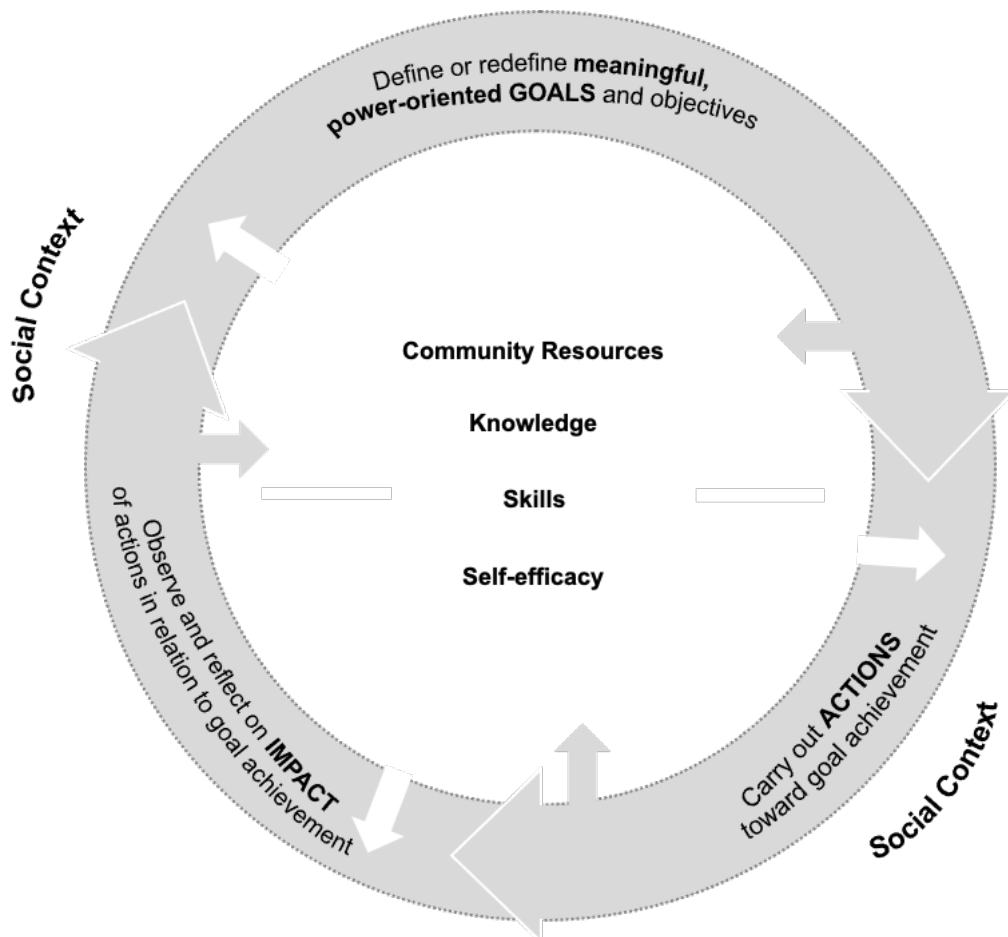 Define or redefine meaningful,
power-oriented GOALS and objectives
Social Context
Community Resources
Knowledge
Skills
Self-efficacy
Observe and reflect on IMPACT
of actions in relation to goal achievement
Carry out ACTIONS
toward goal achievement
Social Context